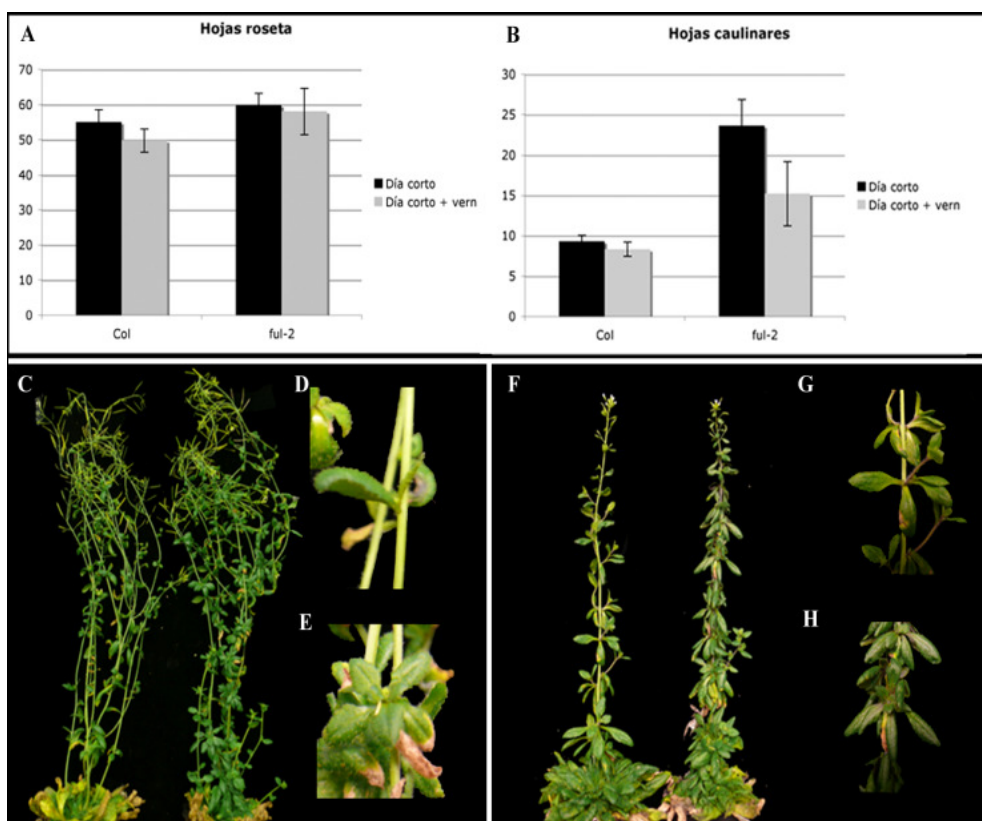 A
Hojas roseta
70
60
50
40
30
20
10
0
Col
ful-2
Día corto
Día corto + vern
B
Hojas caulinares
30
25
20
15
10
5
0
Col
ful-2
Día corto
Día corto + vern
C
D
E
F
G
H